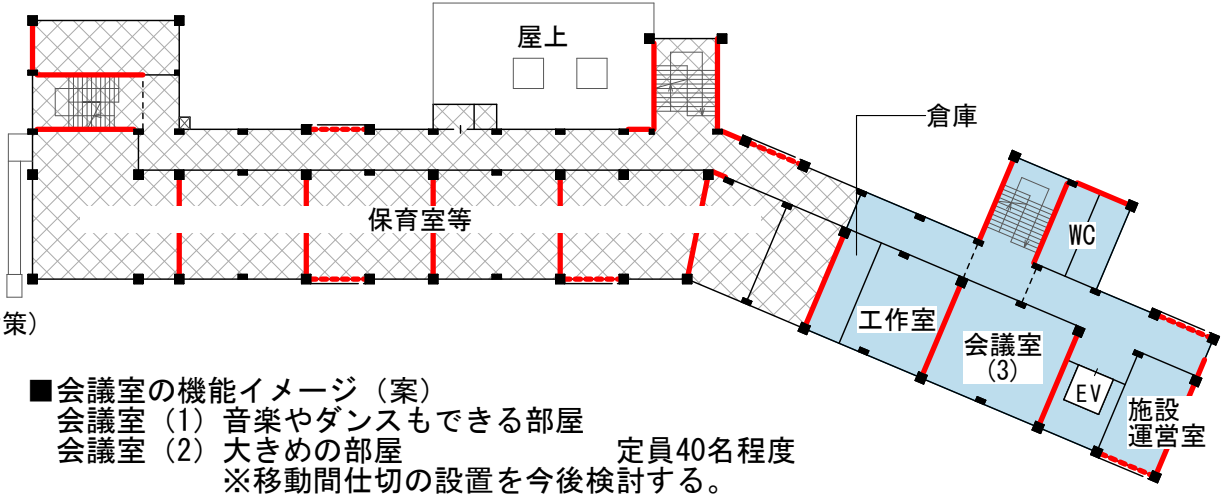 屋上
倉庫
保育室等
WC
工作室
会議室
(3)
EV
施設
運営室
策）
■会議室の機能イメージ（案）
会議室（1）音楽やダンスもできる部屋
会議室（2）大きめの部屋　定員40名程度
※移動間仕切の設置を今後検討する。